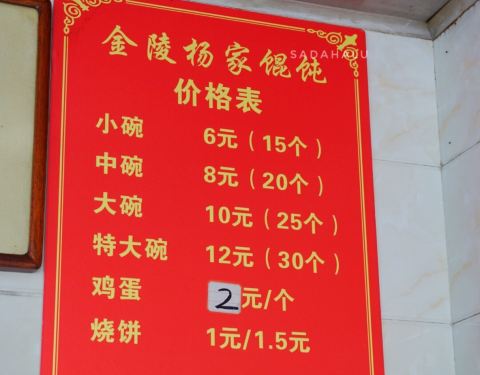 金陵杨家馄饨
SADAHARU
价格表
小碗 6元（15个）
中碗 8元（20个）
大碗 10元（25个）
特大碗 12元（30个）
鸡蛋 2元/个
烧饼 1元/1.5元